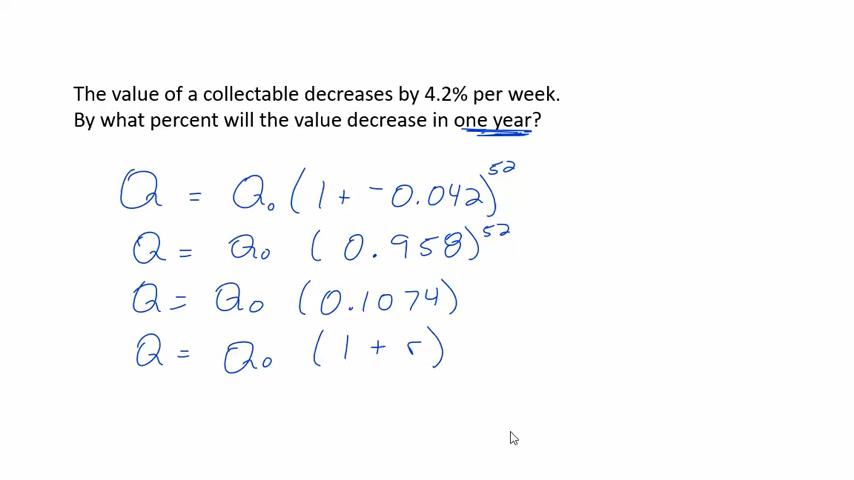 The value of a collectable decreases by 4.2% per week.
By what percent will the value decrease in one year?
Q = Q₀ (1 + -0.042)⁵²
Q = Q₀ (0.958)⁵²
Q = Q₀ (0.1074)
Q = Q₀ (1 + r)